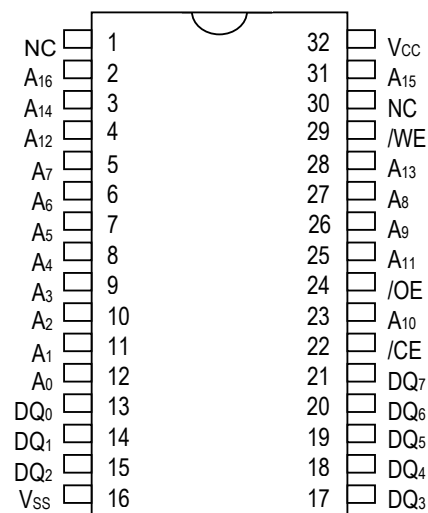 NC 1 32 VCC
A16 2 31 A15
A14 3 30 NC
A12 4 29 /WE
A7 5 28 A13
A6 6 27 A8
A5 7 26 A9
A4 8 25 A11
A3 9 24 /OE
A2 10 23 A10
A1 11 22 /CE
A0 12 21 DQ7
DQ0 13 20 DQ6
DQ1 14 19 DQ5
DQ2 15 18 DQ4
VSS 16 17 DQ3